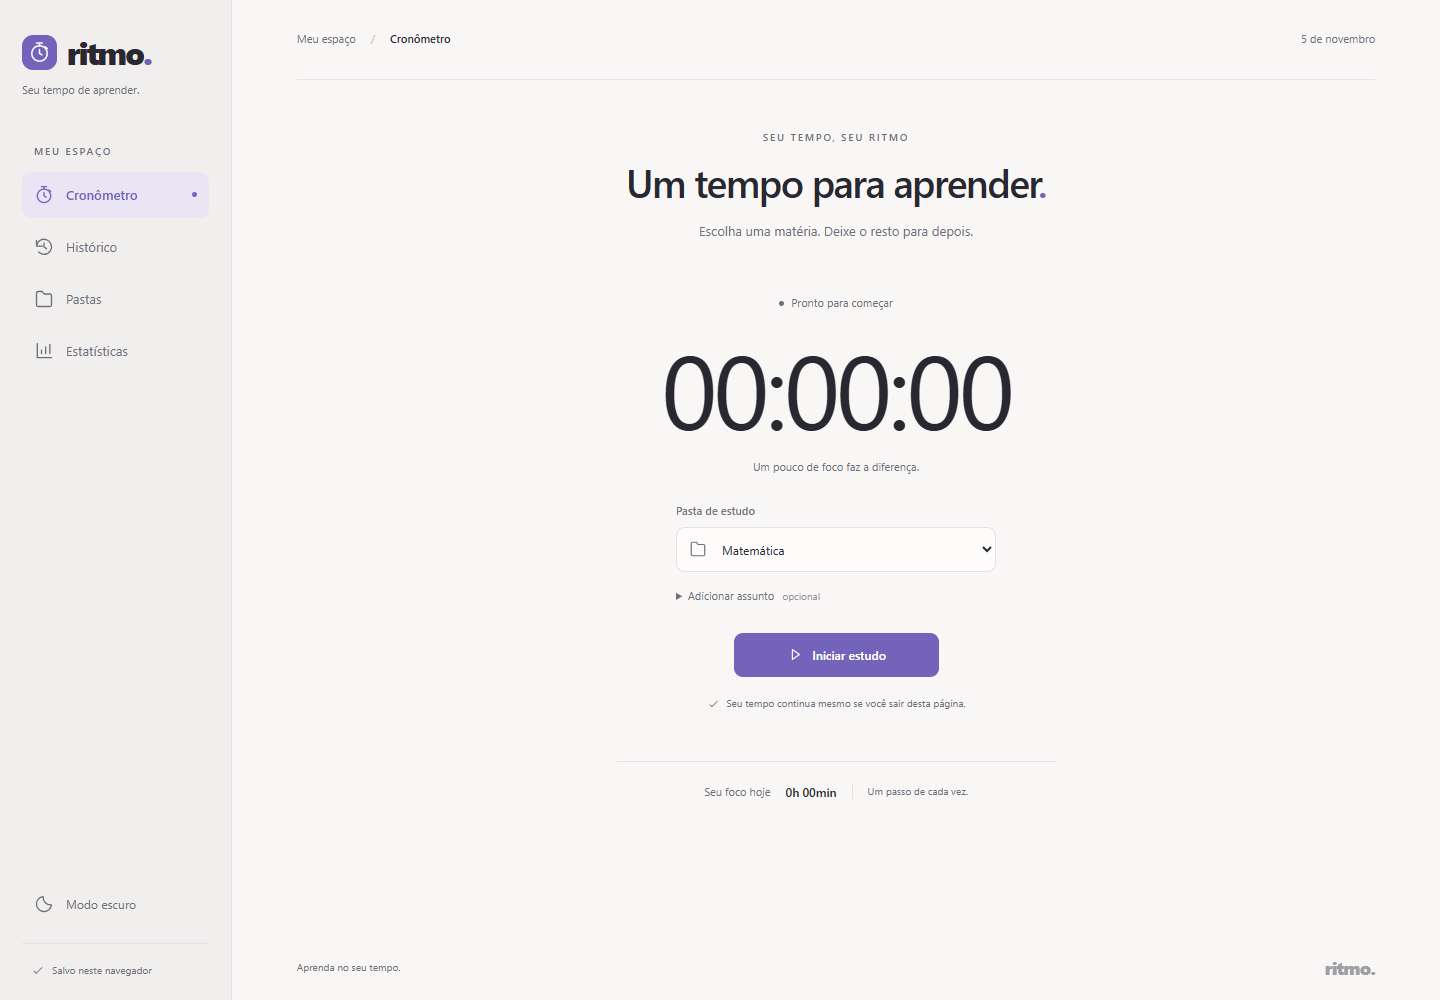 ritmo.
Seu tempo de aprender.
MEU ESPAÇO
Cronômetro
Histórico
Pastas
Estatísticas
Modo escuro
Salvo neste navegador
Meu espaço / Cronômetro
5 de novembro
SEU TEMPO, SEU RITMO
Um tempo para aprender.
Escolha uma matéria. Deixe o resto para depois.
Pronto para começar
00:00:00
Um pouco de foco faz a diferença.
Pasta de estudo
Matemática
Adicionar assunto opcional
Iniciar estudo
Seu tempo continua mesmo se você sair desta página.
Seu foco hoje 0h 00min
Um passo de cada vez.
Aprenda no seu tempo.
ritmo.